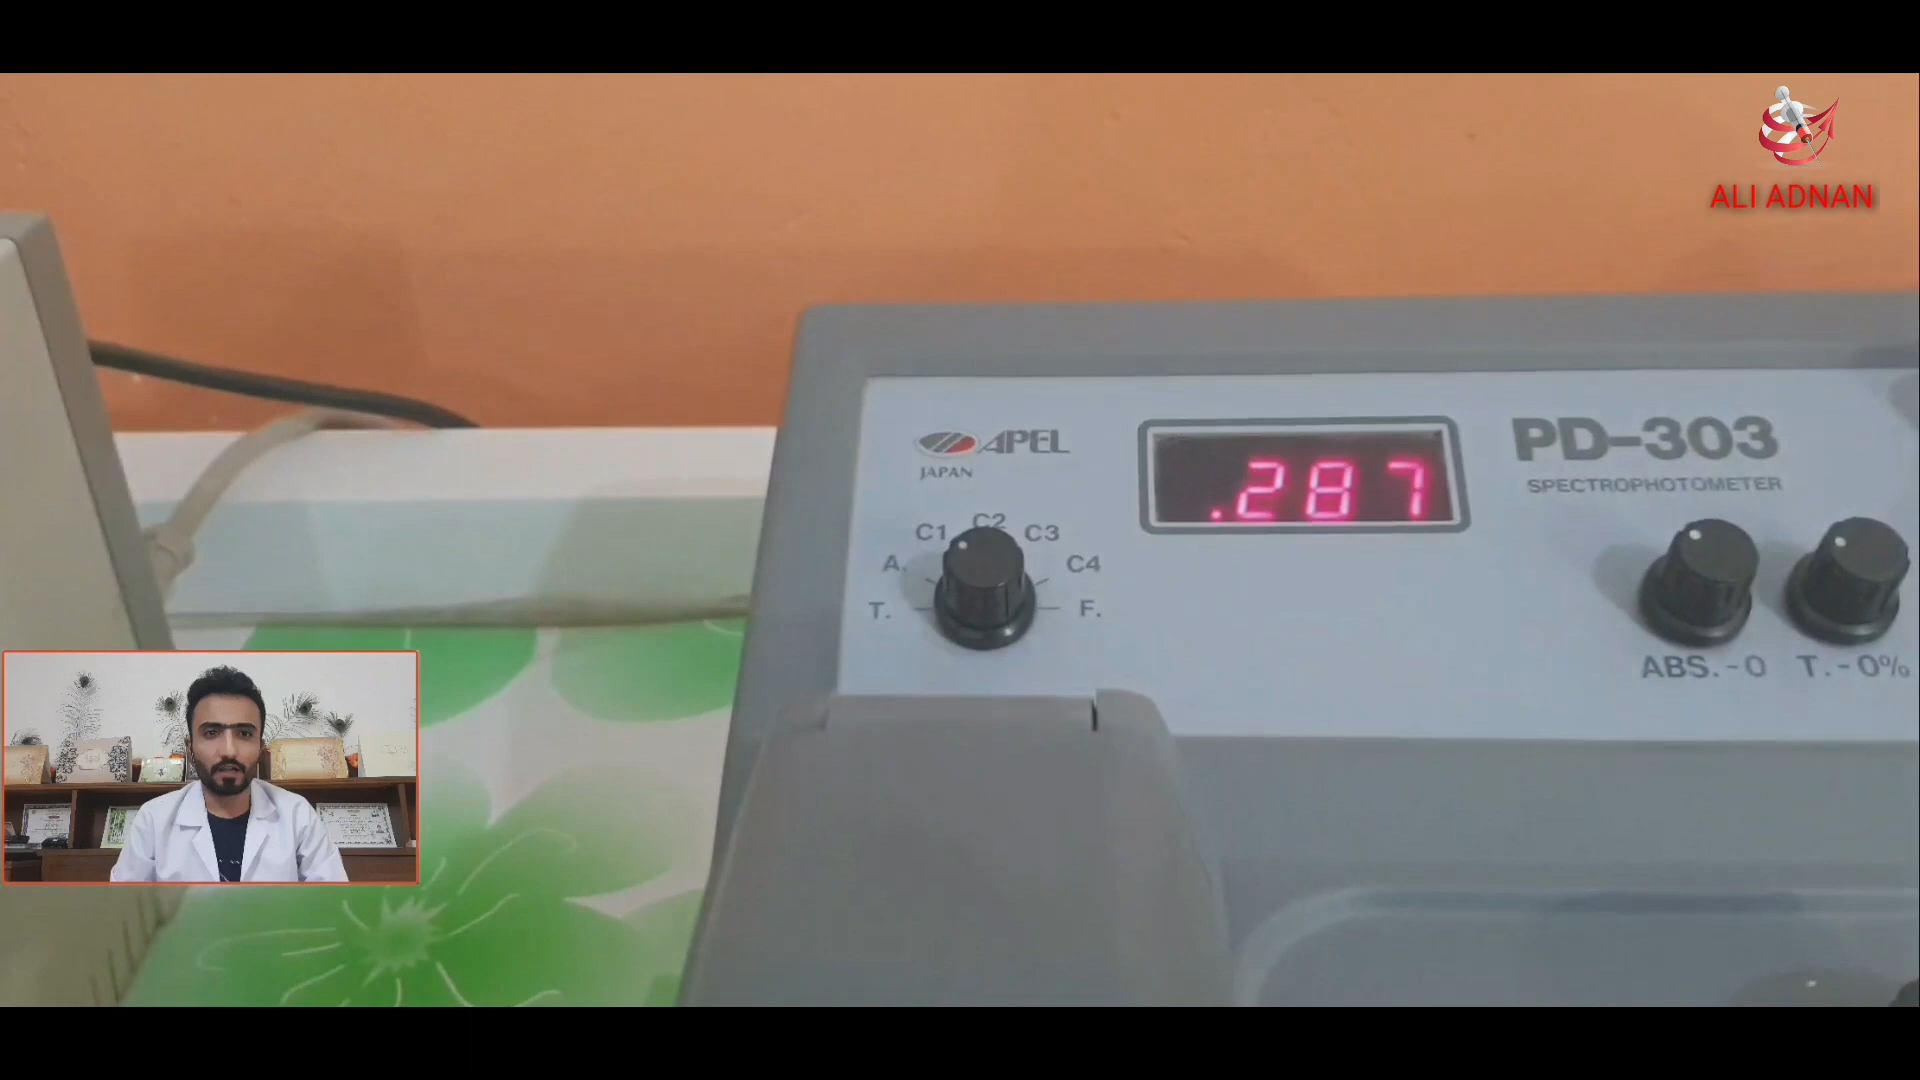 ALI ADNAN
APEL
JAPAN
.287
PD-303
SPECTROPHOTOMETER
C1
C2
C3
A.
C4
T.
F.
ABS.-0
T.-0%